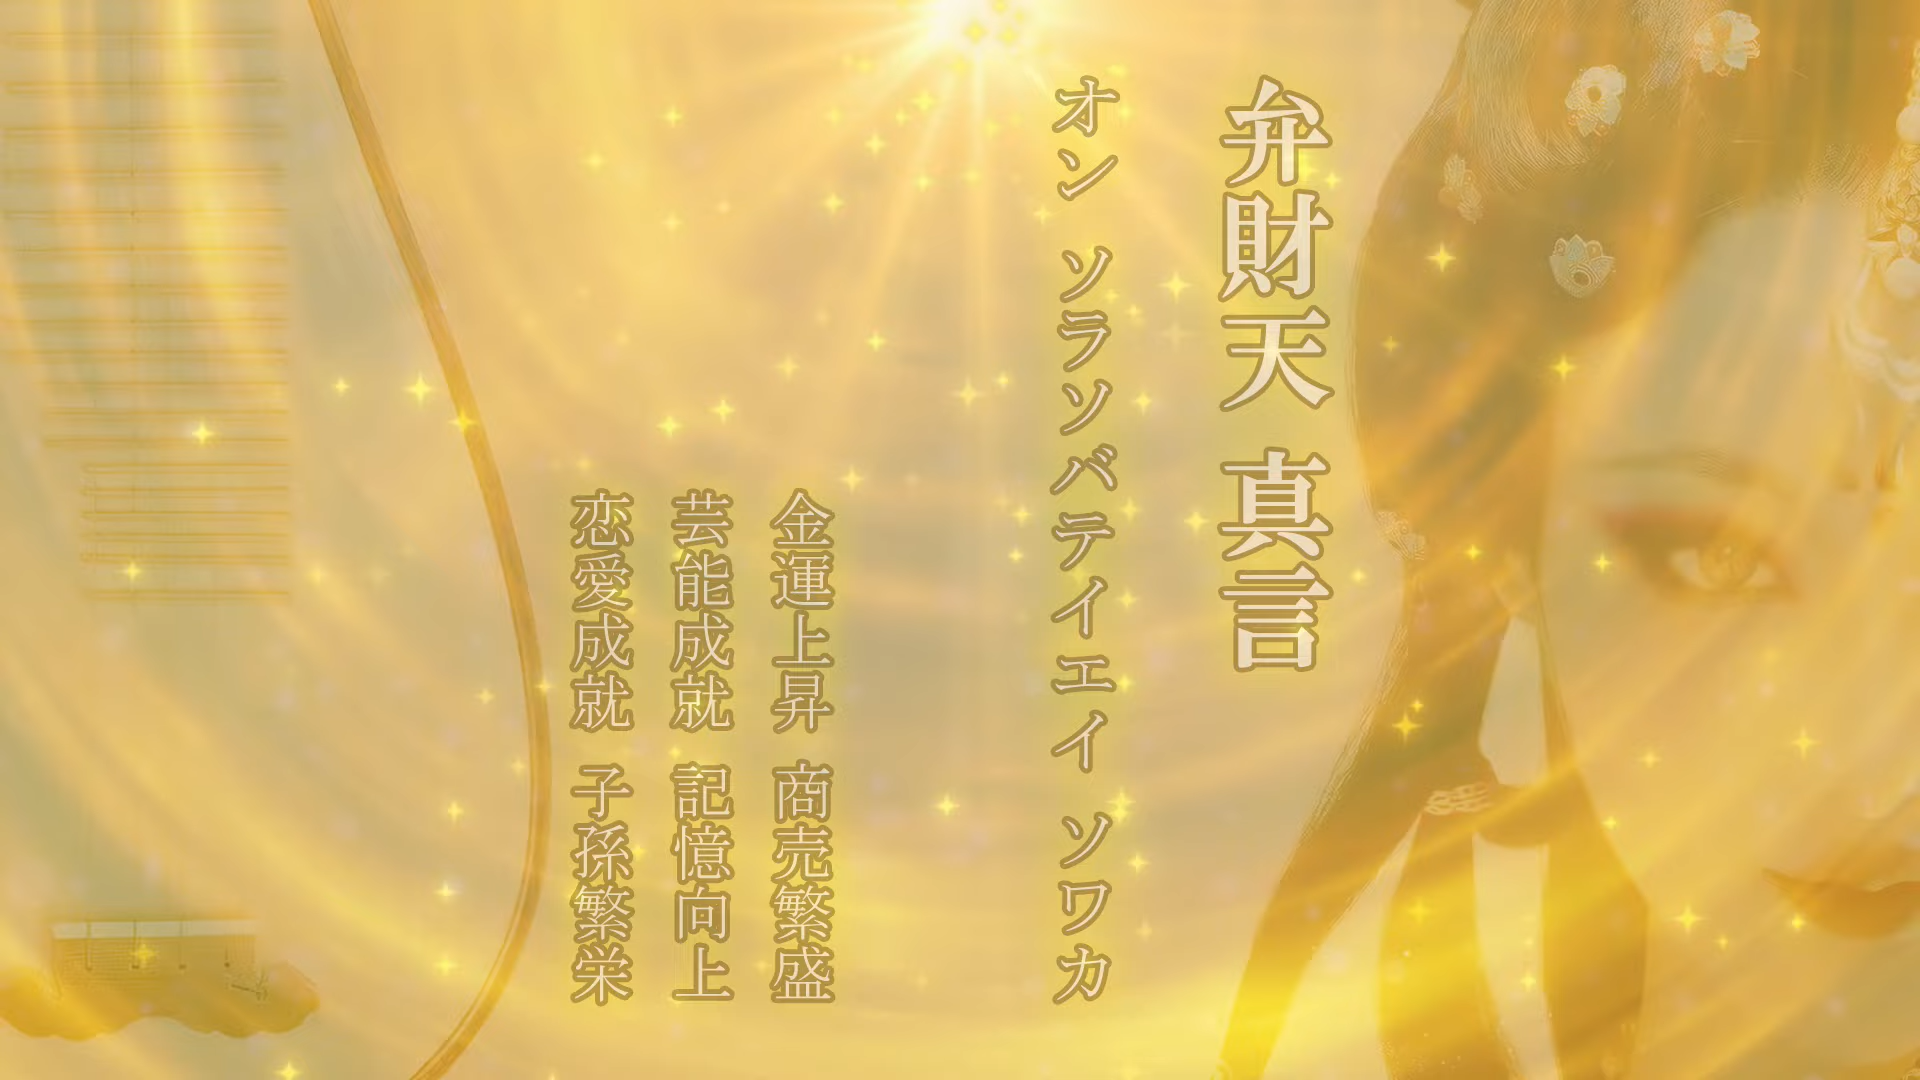 弁財天 真言
オン ソラソバテイエイ ソワカ
金運上昇 商売繁盛
芸能成就 記憶向上
恋愛成就 子孫繁栄